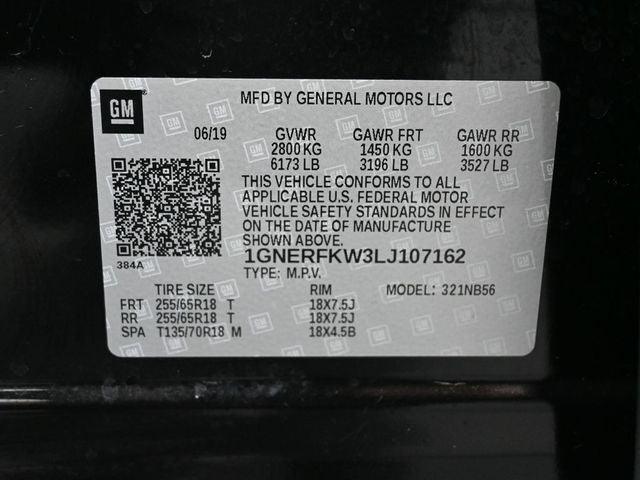 GM
MFD BY GENERAL MOTORS LLC
06/19 GVWR GAWR FRT GAWR RR
2800 KG 1450 KG 1600 KG
6173 LB 3196 LB 3527 LB
THIS VEHICLE CONFORMS TO ALL
APPLICABLE U.S. FEDERAL MOTOR
VEHICLE SAFETY STANDARDS IN EFFECT
ON THE DATE OF MANUFACTURE
SHOWN ABOVE.
384A
1GNERFKW3LJ107162
TYPE: M.P.V.
TIRE SIZE RIM MODEL: 321NB56
FRT 255/65R18 T 18X7.5J
RR 255/65R18 T 18X7.5J
SPA T135/70R18 M 18X4.5B